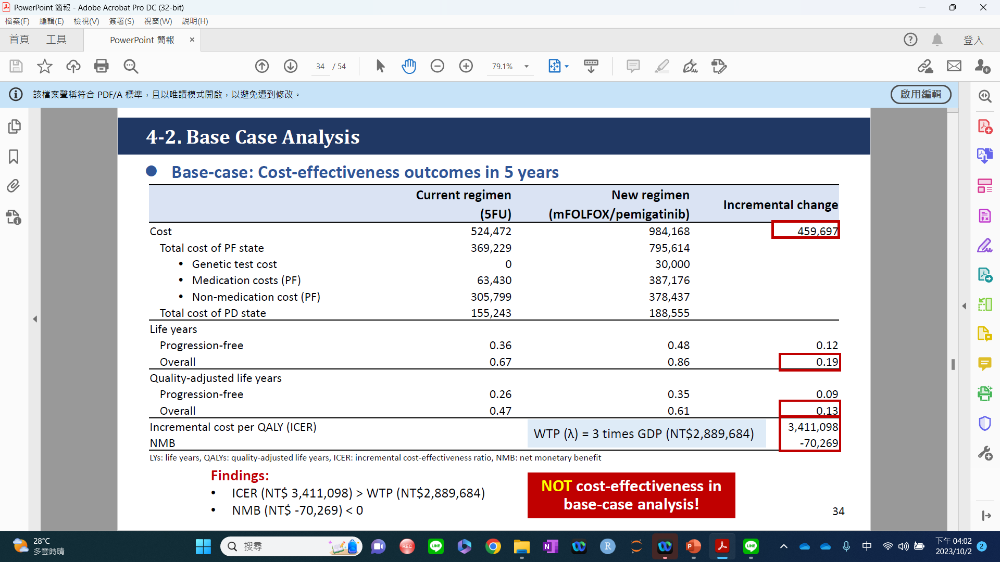 PowerPoint 簡報 - Adobe Acrobat Pro DC (32-bit)
檔案(F) 編輯(E) 檢視(V) 簽署(S) 視窗(W) 說明(H)
首頁 工具 PowerPoint 簡報 × 登入
34 / 54 79.1%
該檔案聲稱符合 PDF/A 標準，且以唯讀模式開啟，以避免遭到修改。 啟用編輯
4-2. Base Case Analysis
Base-case: Cost-effectiveness outcomes in 5 years
Current regimen New regimen Incremental change
(5FU) (mFOLFOX/pemigatinib)
Cost 524,472 984,168 459,697
Total cost of PF state 369,229 795,614
• Genetic test cost 0 30,000
• Medication costs (PF) 63,430 387,176
• Non-medication cost (PF) 305,799 378,437
Total cost of PD state 155,243 188,555
Life years
Progression-free 0.36 0.48 0.12
Overall 0.67 0.86 0.19
Quality-adjusted life years
Progression-free 0.26 0.35 0.09
Overall 0.47 0.61 0.13
Incremental cost per QALY (ICER) 3,411,098
WTP (λ) = 3 times GDP (NT$2,889,684)
NMB -70,269
LYs: life years, QALYs: quality-adjusted life years, ICER: incremental cost-effectiveness ratio, NMB: net monetary benefit
Findings:
• ICER (NT$ 3,411,098) > WTP (NT$2,889,684)
• NMB (NT$ -70,269) < 0
NOT cost-effectiveness in
base-case analysis!
34
28°C
多雲時晴
搜尋
REC
LINE
N
R
P
LINE
中
下午 04:02
2023/10/2
2